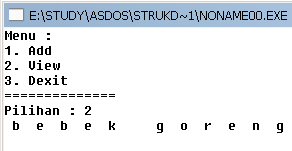 E:\STUDY\ASDOS\STRUKD~1\NONAME00.EXE
Menu :
1. Add
2. View
3. Dexit
==============
Pilihan : 2
b e b e k   g o r e n g